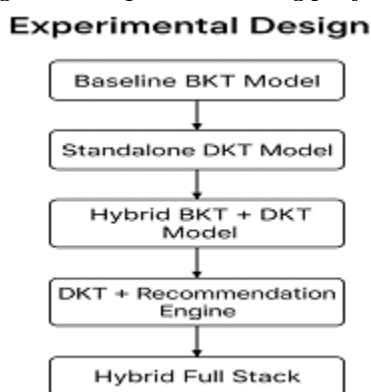 Experimental Design
Baseline BKT Model
Standalone DKT Model
Hybrid BKT + DKT
Model
DKT + Recommendation
Engine
Hybrid Full Stack